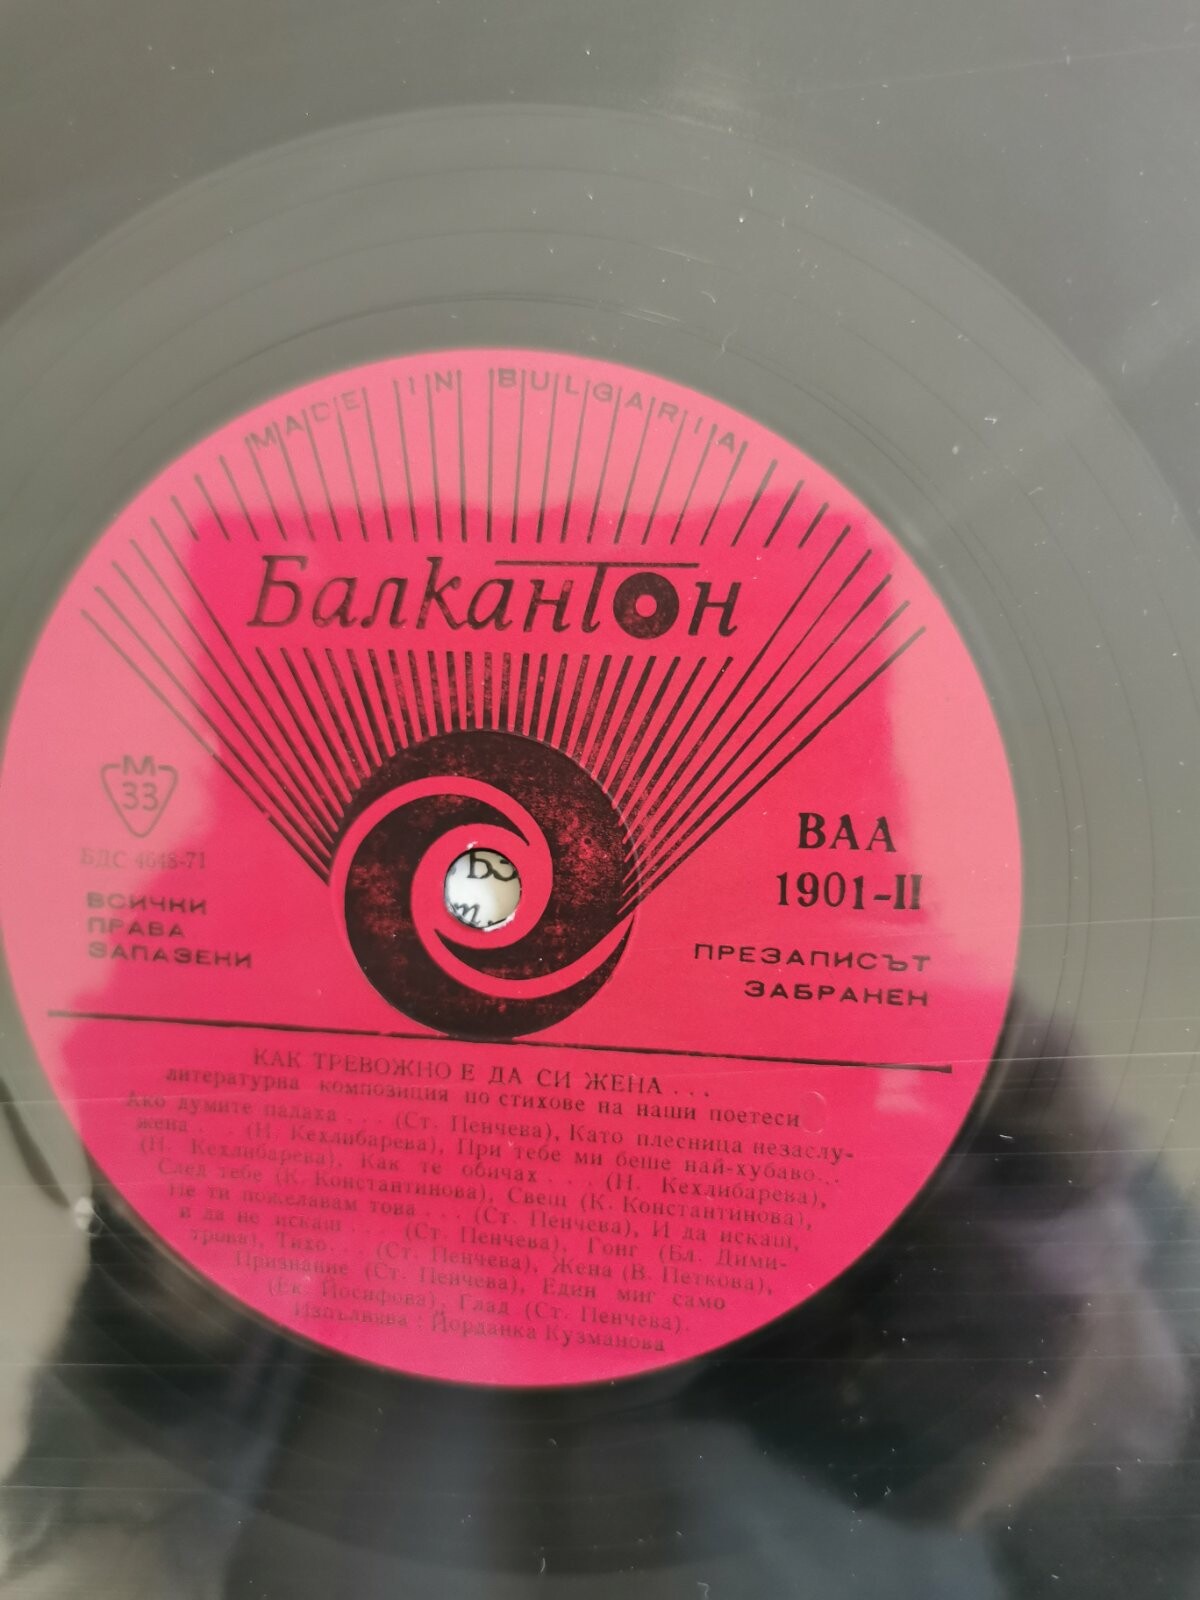 MADE IN BULGARIA
Балкантон
М
33
БДС 4648-71
ВСИЧКИ
ПРАВА
ЗАПАЗЕНИ
ВАА
1901-II
ПРЕЗАПИСЪТ
ЗАБРАНЕН
КАК ТРЕВОЖНО Е ДА СИ ЖЕНА ...
литературна композиция по стихове на наши поетеси
Ако думите падаха ... (Ст. Пенчева), Като плесница незаслу-
жена ... (Н. Кехлибарева), При тебе ми беше най-хубаво...
(Н. Кехлибарева), Как те обичах ... (Н. Кехлибарева),
След тебе (К. Константинова), Свещ (К. Константинова),
Не ти пожелавам това ... (Ст. Пенчева), И да искаш,
и да не искаш ... (Ст. Пенчева), Гонг (Бл. Дими-
трова), Тихо... (Ст. Пенчева), Жена (В. Петкова),
Признание (Ст. Пенчева), Един миг само
(Ек. Йосифова), Глад (Ст. Пенчева).
Изпълнява: Йорданка Кузманова